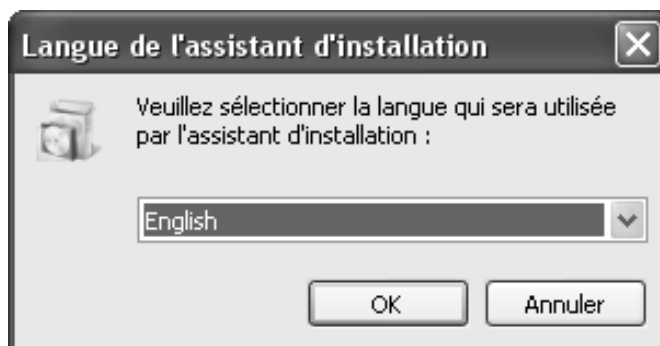 Langue de l'assistant d'installation
Veuillez sélectionner la langue qui sera utilisée
par l'assistant d'installation :
English
OK
Annuler